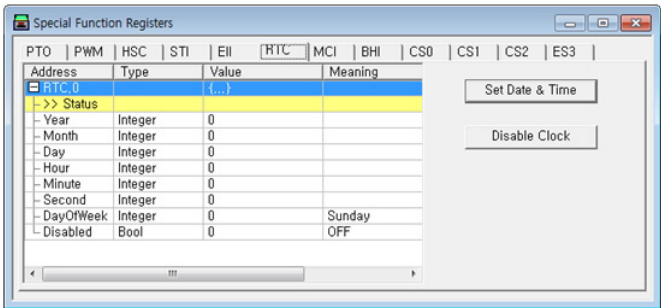 Special Function Registers
PTO PWM HSC STI EII RTC MCI BHI CS0 CS1 CS2 ES3
Address Type Value Meaning
RTC,0 {...}
>> Status
Year Integer 0
Month Integer 0
Day Integer 0
Hour Integer 0
Minute Integer 0
Second Integer 0
DayOfWeek Integer 0 Sunday
Disabled Bool 0 OFF
Set Date & Time
Disable Clock